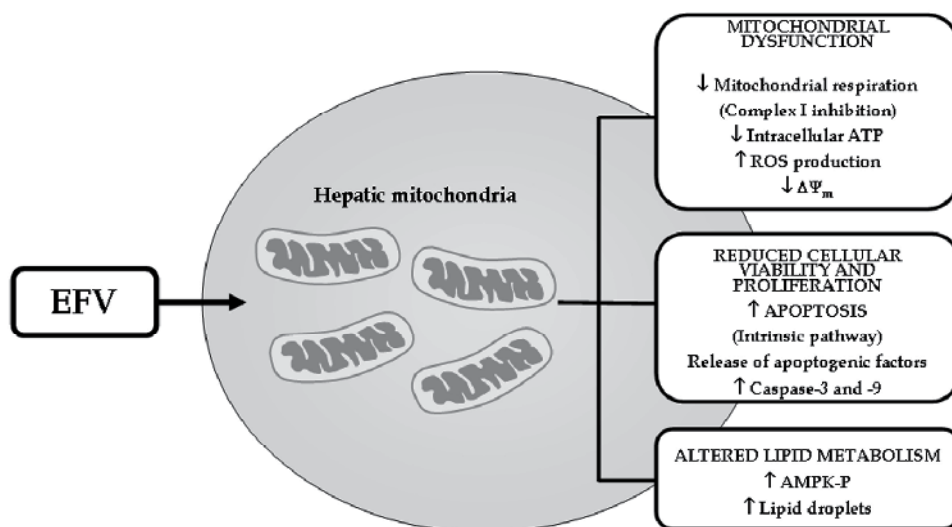 EFV
Hepatic mitochondria
MITOCHONDRIAL
DYSFUNCTION
↓ Mitochondrial respiration
(Complex I inhibition)
↓ Intracellular ATP
↑ ROS production
↓ ΔΨm
REDUCED CELLULAR
VIABILITY AND
PROLIFERATION
↑ APOPTOSIS
(Intrinsic pathway)
Release of apoptogenic factors
↑ Caspase-3 and -9
ALTERED LIPID METABOLISM
↑ AMPK-P
↑ Lipid droplets